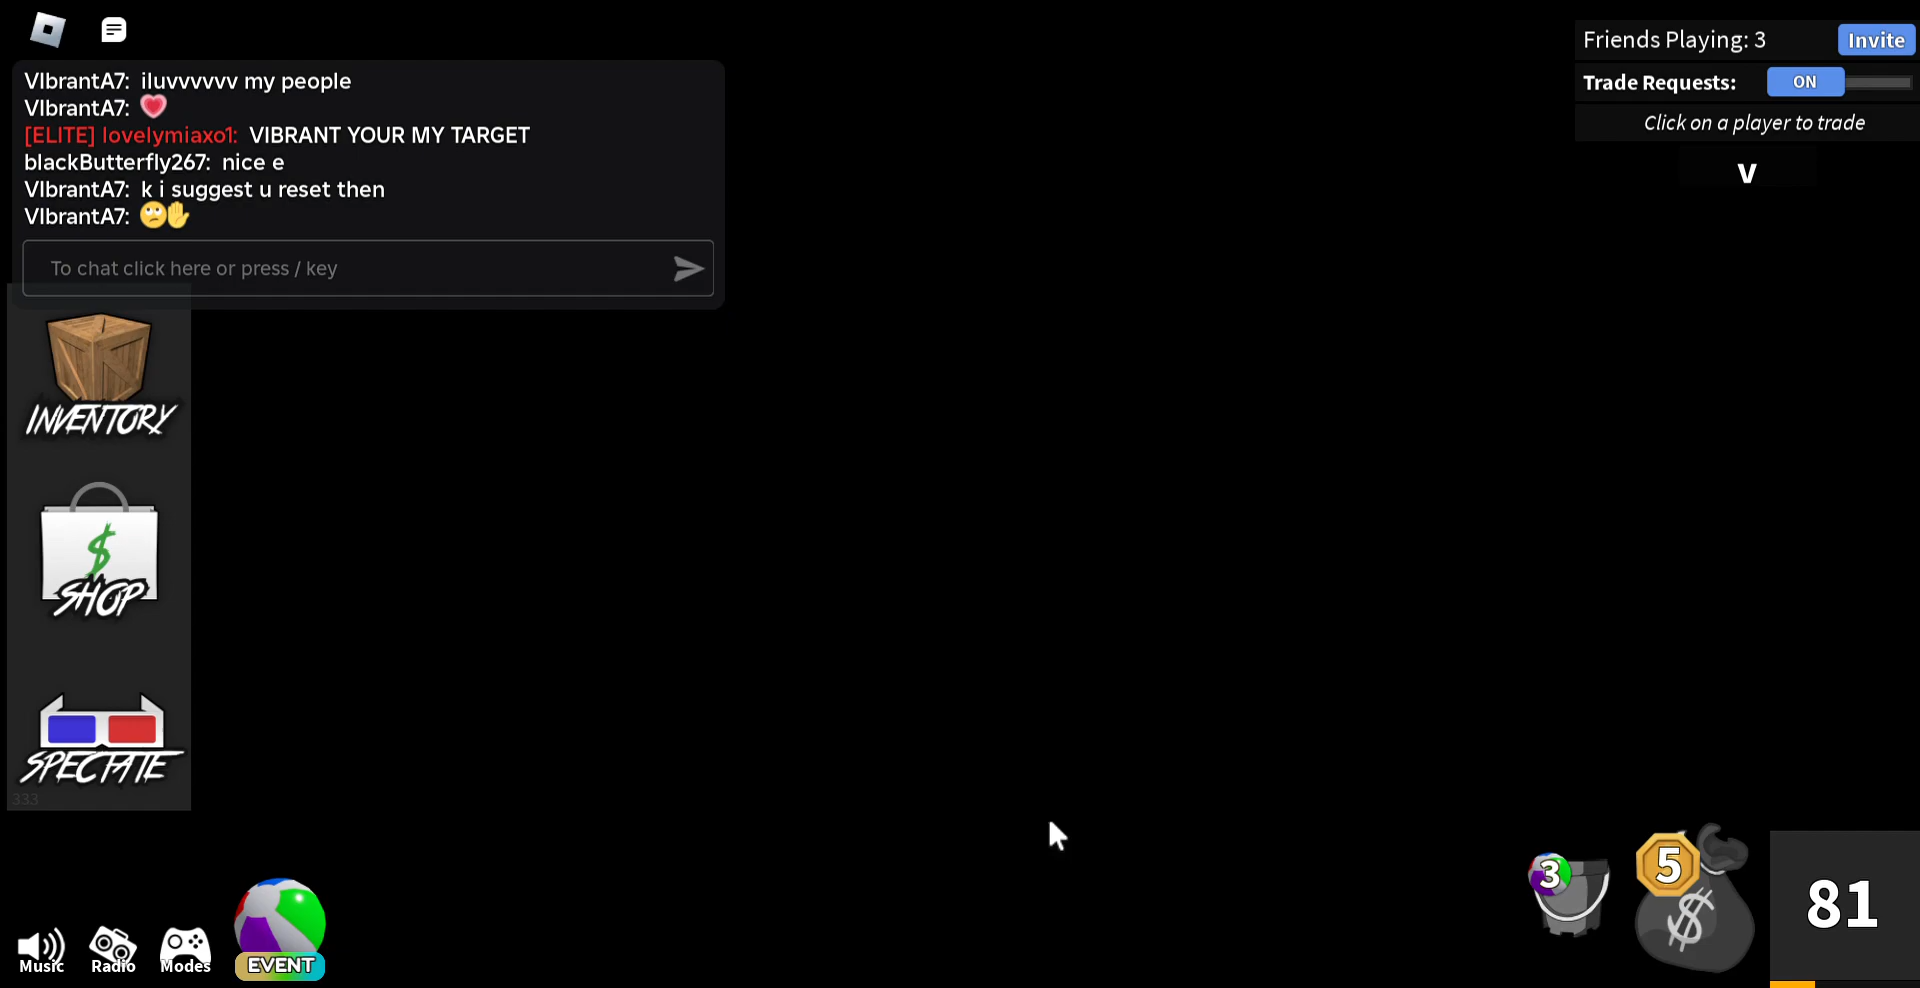 VIbrantA7: iluvvvvvv my people
VIbrantA7: 💗
[ELITE] lovelymiaxo1: VIBRANT YOUR MY TARGET
blackButterfly267: nice e
VIbrantA7: k i suggest u reset then
VIbrantA7: 🙄✋
To chat click here or press / key
Friends Playing: 3
Invite
Trade Requests:
ON
Click on a player to trade
V
INVENTORY
$
SHOP
SPECTATE
333
Music
Radio
Modes
EVENT
3
5
$
81